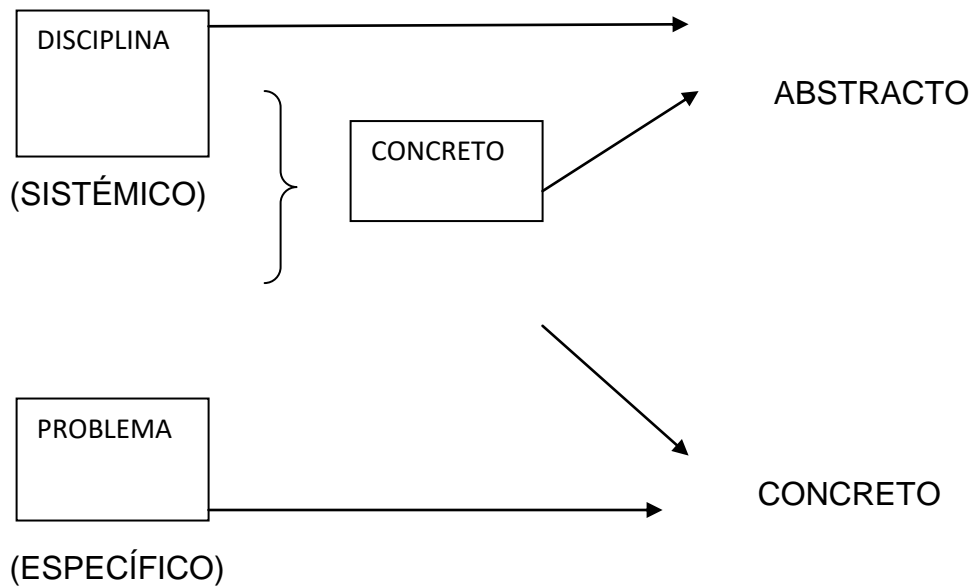 DISCIPLINA
ABSTRACTO
CONCRETO
(SISTÉMICO)
PROBLEMA
CONCRETO
(ESPECÍFICO)